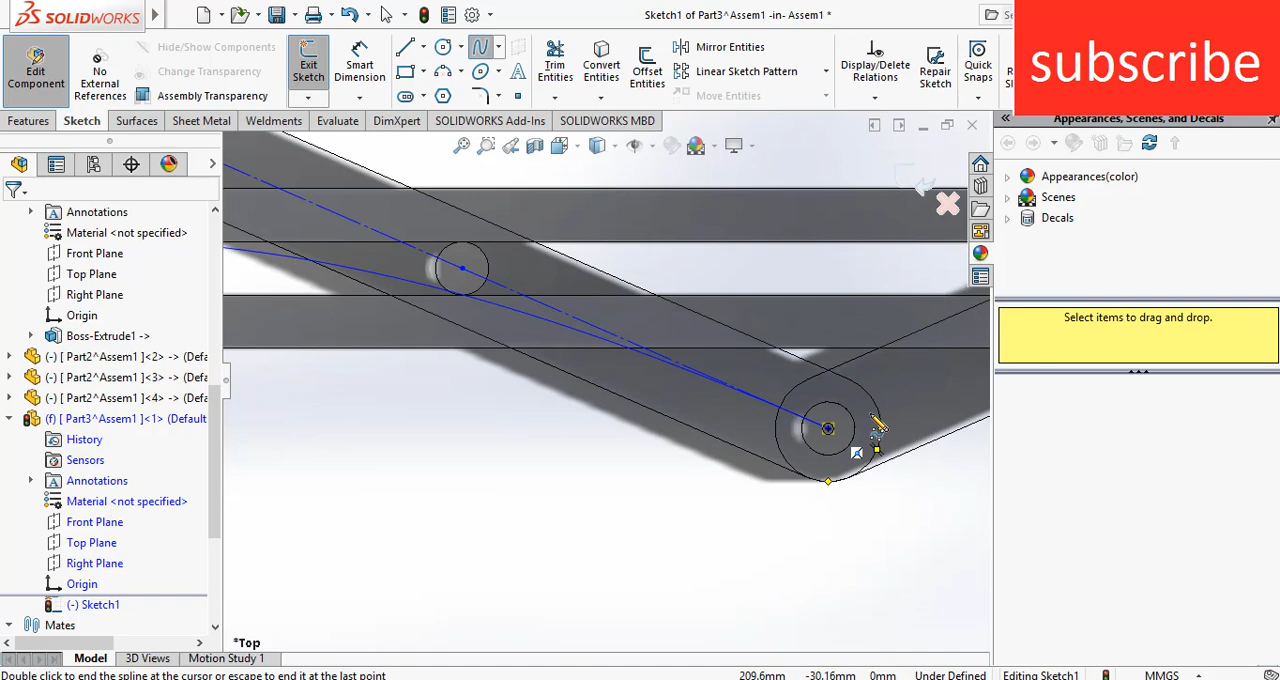 SOLIDWORKS
Sketch1 of Part3^Assem1 -in- Assem1 *
subscribe
Edit Component
No External References
Hide/Show Components
Change Transparency
Assembly Transparency
Exit Sketch
Smart Dimension
Trim Entities
Convert Entities
Offset Entities
Mirror Entities
Linear Sketch Pattern
Move Entities
Display/Delete Relations
Repair Sketch
Quick Snaps
Features
Sketch
Surfaces
Sheet Metal
Weldments
Evaluate
DimXpert
SOLIDWORKS Add-Ins
SOLIDWORKS MBD
Appearances, Scenes, and Decals
Annotations
Material <not specified>
Front Plane
Top Plane
Right Plane
Origin
Boss-Extrude1 ->
(-) [ Part2^Assem1 ]<2> -> (Defa
(-) [ Part2^Assem1 ]<3> -> (Defa
(-) [ Part2^Assem1 ]<4> -> (Defa
(f) [ Part3^Assem1 ]<1> (Default
History
Sensors
Annotations
Material <not specified>
Front Plane
Top Plane
Right Plane
Origin
(-) Sketch1
Mates
Appearances(color)
Scenes
Decals
Select items to drag and drop.
*Top
Model
3D Views
Motion Study 1
Double click to end the spline at the cursor or escape to end it at the last point
209.6mm
-30.16mm
0mm
Under Defined
Editing Sketch1
MMGS